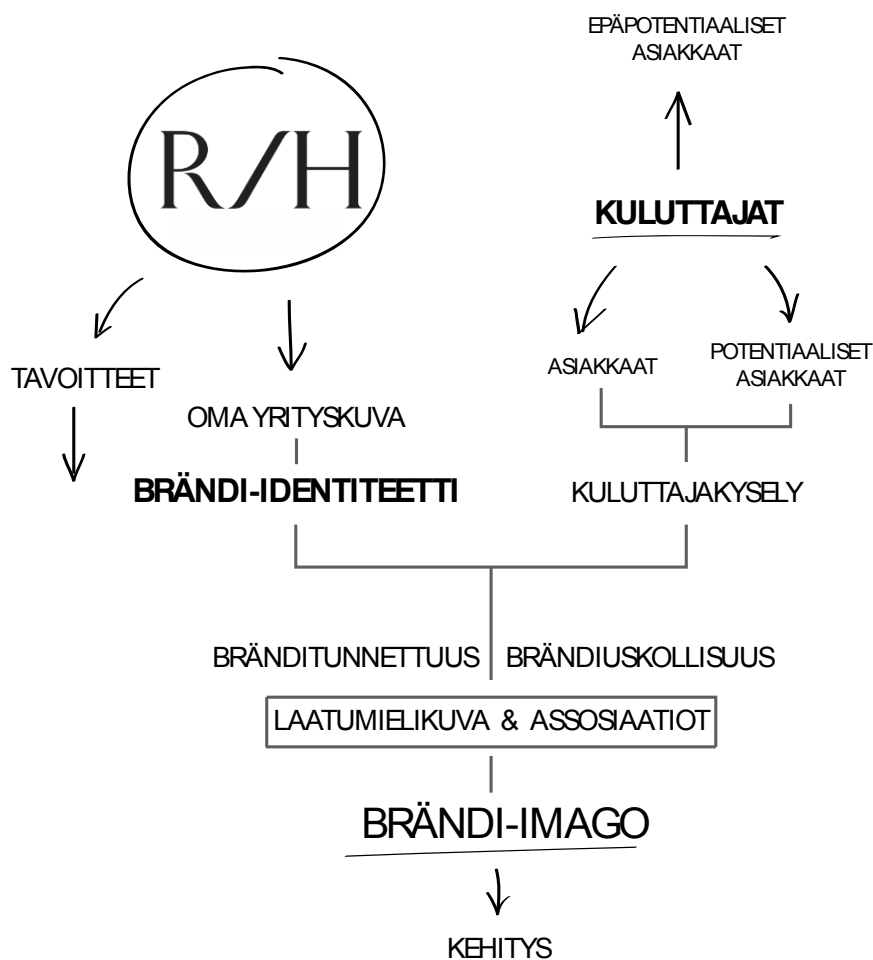 R/H
TAVOITTEET
OMA YRITYSKUVA
BRÄNDI-IDENTITEETTI
EPÄPOTENTIAALISET
ASIAKKAAT
KULUTTAJAT
ASIAKKAAT
POTENTIAALISET
ASIAKKAAT
KULUTTAJAKYSELY
BRÄNDITUNNETTUUS
BRÄNDIUSKOLLISUUS
LAATUMIELIKUVA & ASSOSIAATIOT
BRÄNDI-IMAGO
KEHITYS